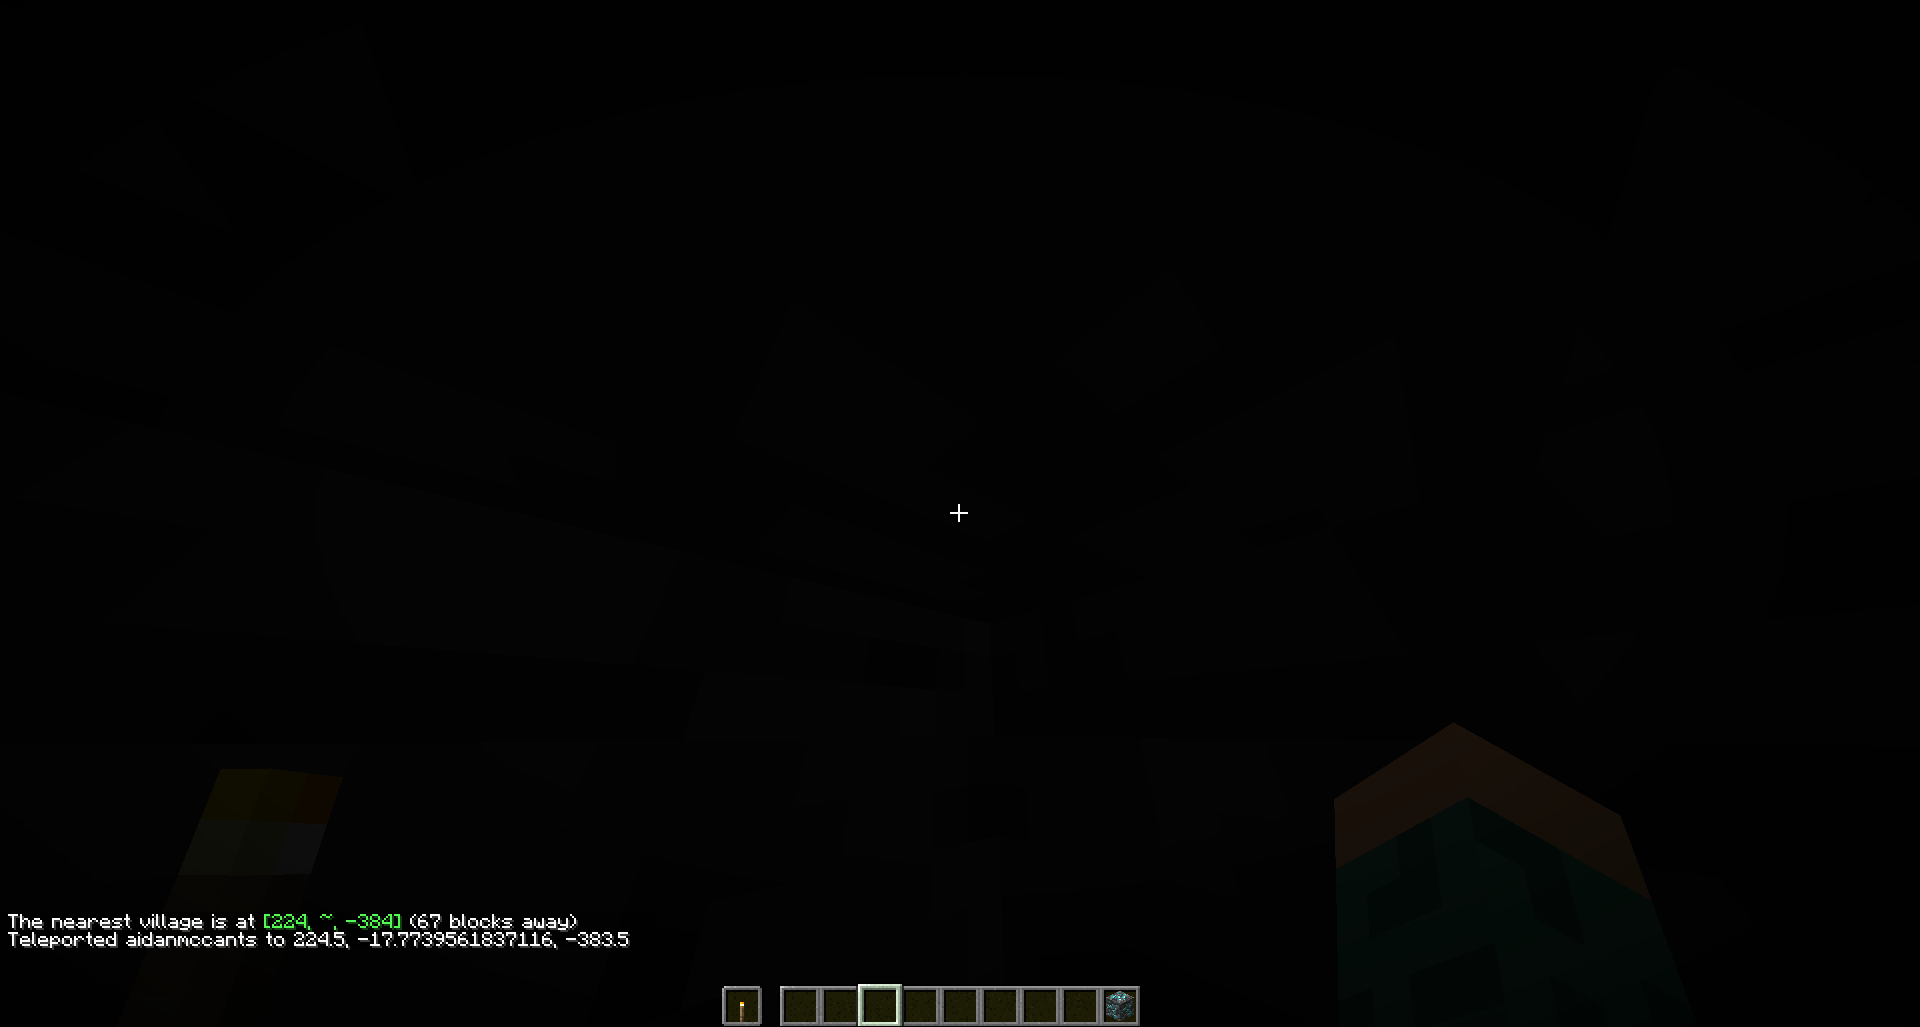 The nearest village is at [224, ~, -384] (67 blocks away)
Teleported aidanmccants to 224.5, -17.7739561837116, -383.5